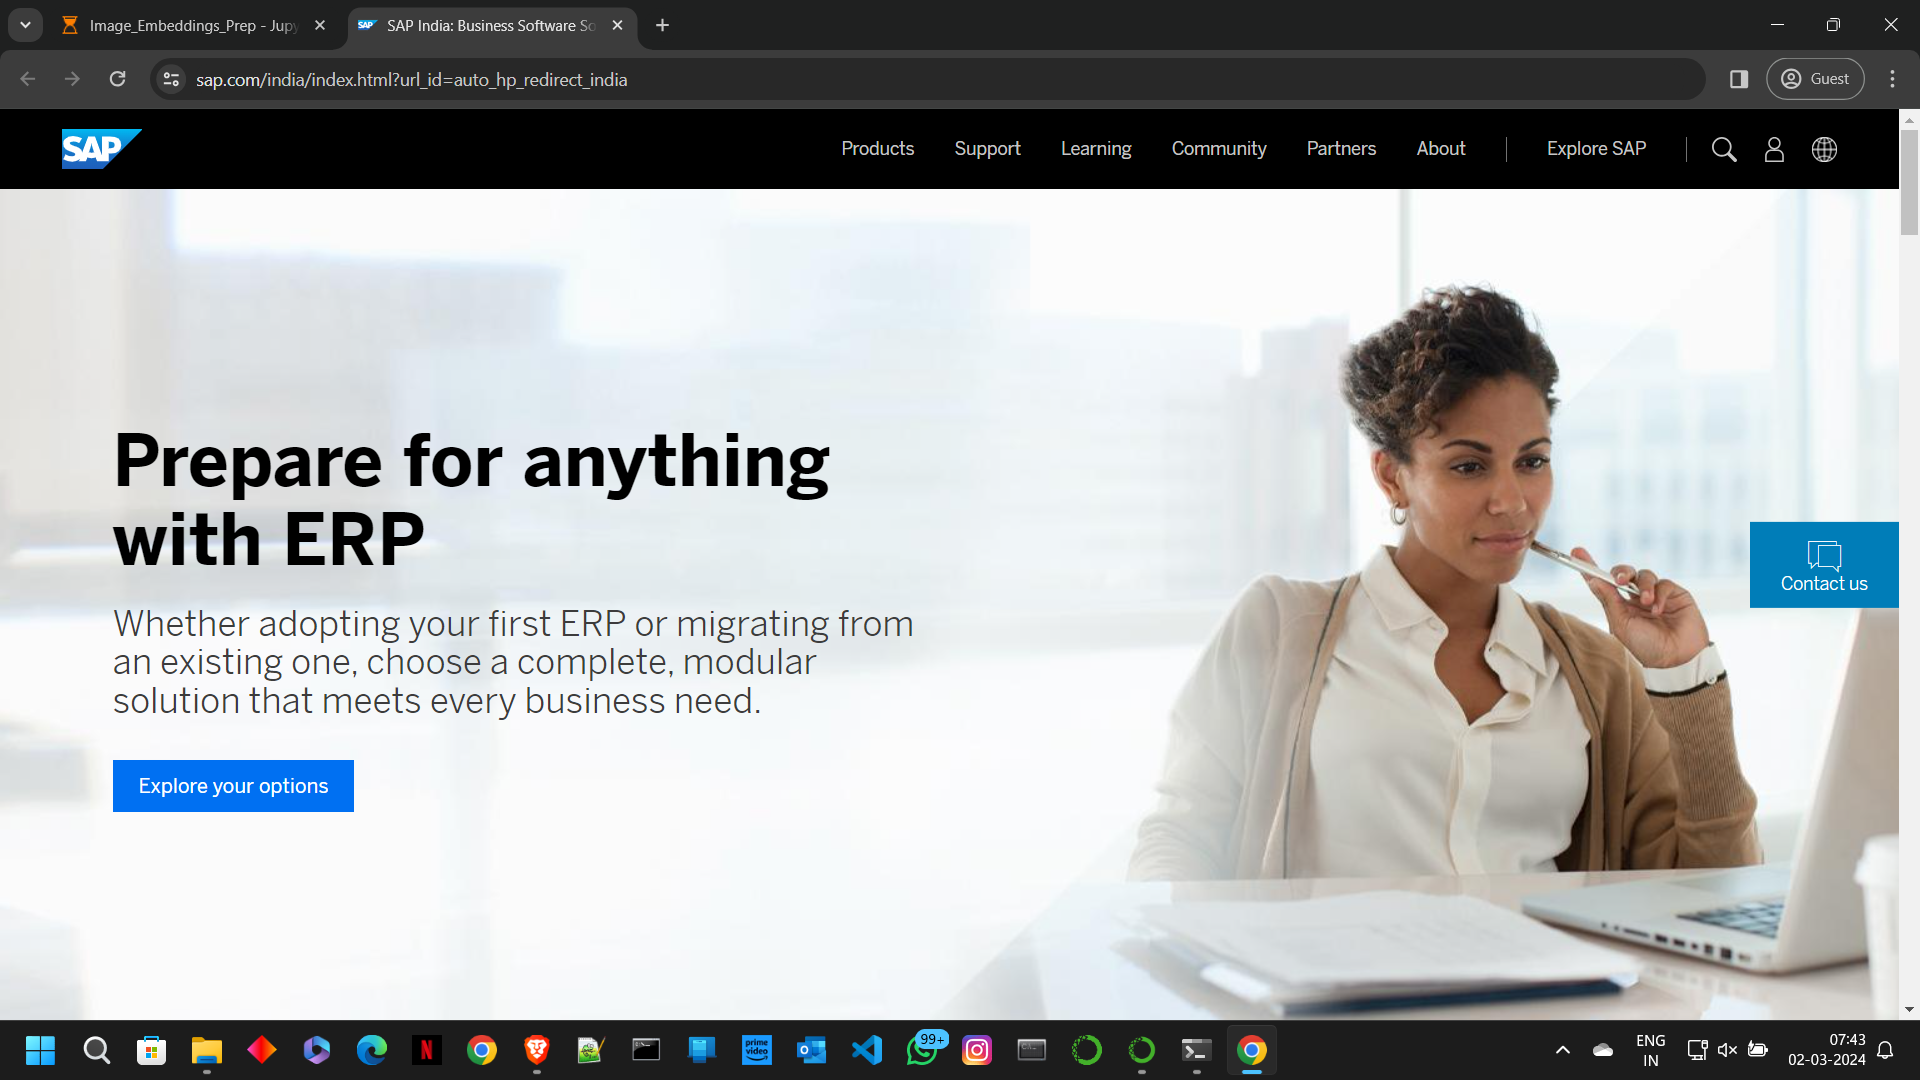 Image_Embeddings_Prep - Jupy
SAP India: Business Software So
sap.com/india/index.html?url_id=auto_hp_redirect_india
Guest
SAP
Products
Support
Learning
Community
Partners
About
Explore SAP
Prepare for anything
with ERP
Whether adopting your first ERP or migrating from
an existing one, choose a complete, modular
solution that meets every business need.
Contact us
Explore your options
prime
video
99+
ENG
IN
07:43
02-03-2024